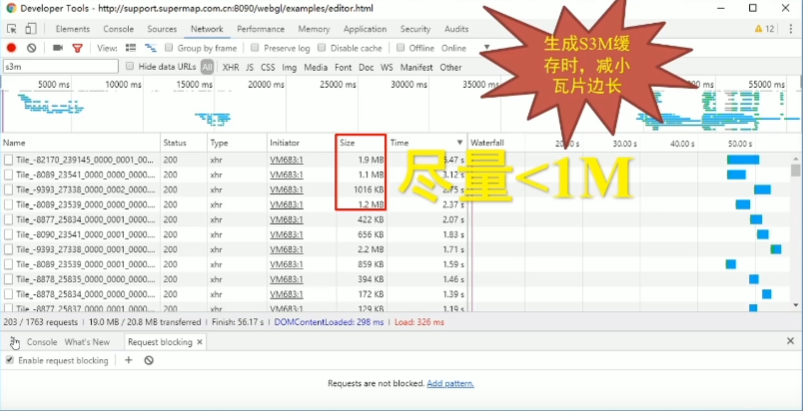 Developer Tools - http://support.supermap.com.cn:8090/webgl/examples/editor.html
Elements Console Sources Network Performance Memory Application Security Audits 12
View: Group by frame Preserve log Disable cache Offline Online
s3m Hide data URLs All XHR JS CSS Img Media Font Doc WS Manifest Other
5000 ms 10000 ms 15000 ms 20000 ms 25000 ms 30000 ms 35000 ms 55000 ms
生成S3M缓
存时，减小
瓦片边长
Name Status Type Initiator Size Time Waterfall 20.00 s 30.00 s 40.00 s 50.00 s
Tile_-82170_239145_0000_0001_00... 200 xhr VM683:1 1.9 MB
Tile_-8089_23541_0000_0000_0000.... 200 xhr VM683:1 1.1 MB
Tile_-9393_27338_0000_0002_0000.... 200 xhr VM683:1 1016 KB
Tile_-8089_23539_0000_0000_0000.... 200 xhr VM683:1 1.2 MB 2.37 s
Tile_-8877_25834_0000_0001_0000.... 200 xhr VM683:1 422 KB 2.07 s
Tile_-8090_23541_0000_0001_0000.... 200 xhr VM683:1 656 KB 1.83 s
Tile_-9393_27338_0000_0001_0000.... 200 xhr VM683:1 2.2 MB 1.71 s
Tile_-8089_23539_0000_0001_0000.... 200 xhr VM683:1 859 KB 1.59 s
Tile_-8878_25835_0000_0000_0000.... 200 xhr VM683:1 394 KB 1.46 s
Tile_-8878_25834_0000_0000_0000.... 200 xhr VM683:1 172 KB 1.39 s
Tile_-8877_25837_0000_0001_0000.... 200 xhr VM683:1 129 KB 1.19 s
尽量<1M
203 / 1763 requests | 19.0 MB / 20.8 MB transferred | Finish: 56.17 s | DOMContentLoaded: 298 ms | Load: 326 ms
Console What's New Request blocking
Enable request blocking
Requests are not blocked. Add pattern.